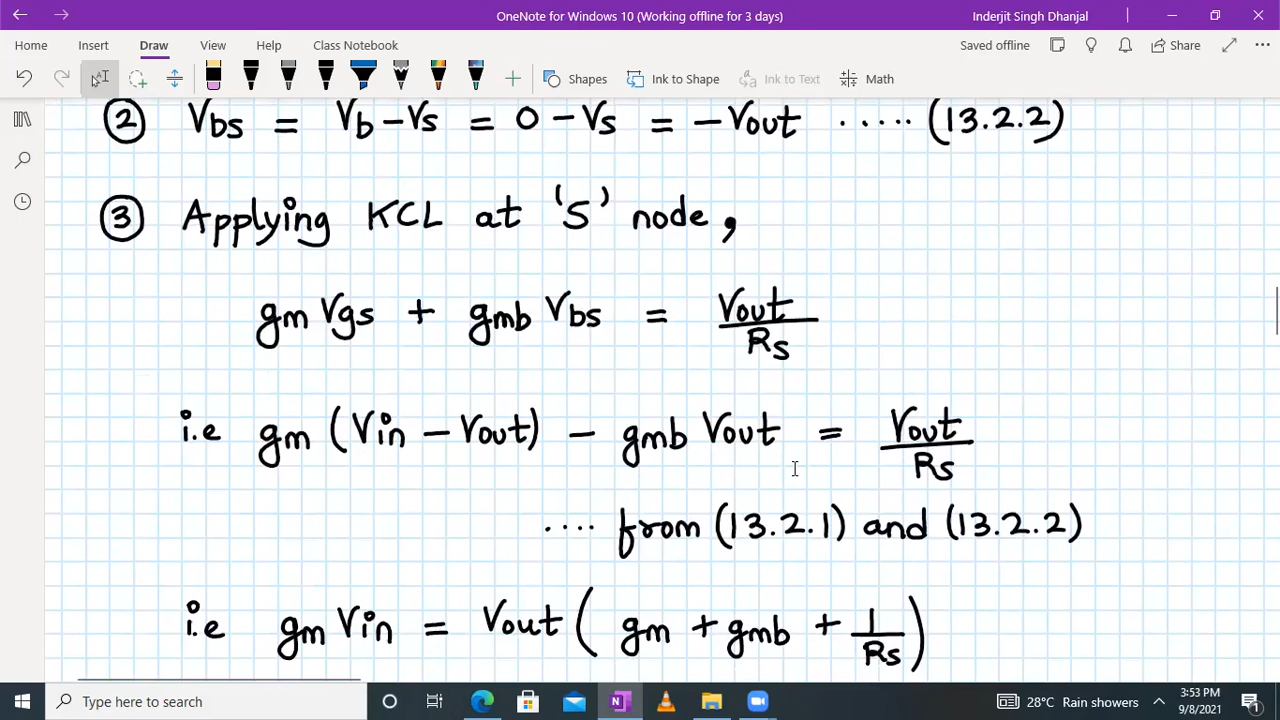 OneNote for Windows 10 (Working offline for 3 days)
Inderjit Singh Dhanjal
Home Insert Draw View Help Class Notebook
Saved offline
Share
Shapes
Ink to Shape
Ink to Text
Math
② Vbs = Vb - Vs = 0 - Vs = - Vout ..... (13.2.2)
③ Applying KCL at 'S' node,
gm Vgs + gmb Vbs = Vout / Rs
i.e gm (Vin - Vout) - gmb Vout = Vout / Rs
.... from (13.2.1) and (13.2.2)
i.e gm Vin = Vout ( gm + gmb + 1 / Rs )
Type here to search
28°C Rain showers
3:53 PM
9/8/2021
1